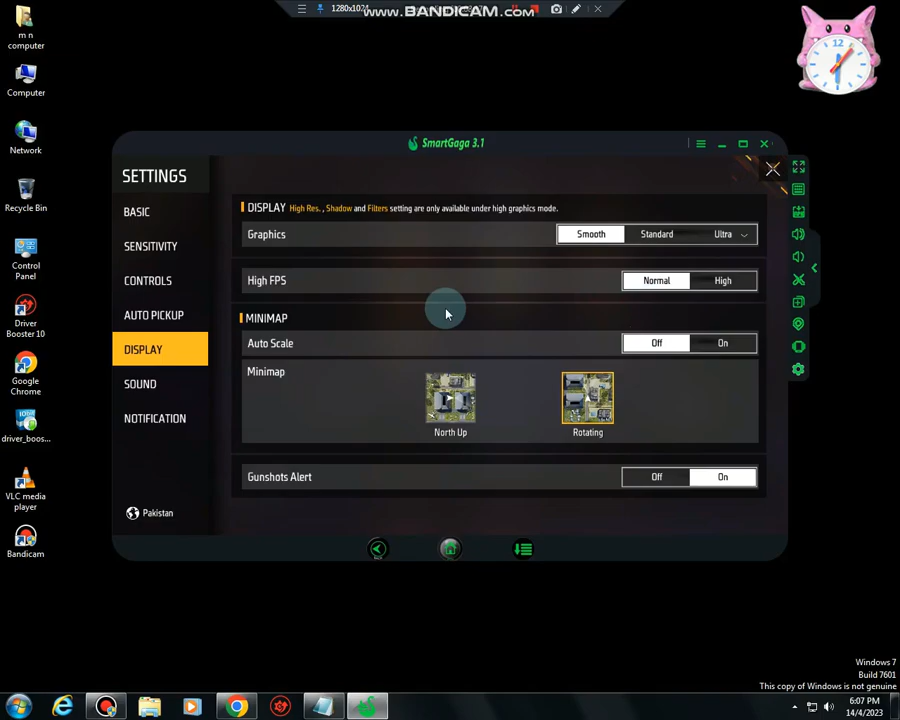 1280x1024
WWW.BANDICAM.COM
12
m n
computer
Computer
Network
Recycle Bin
Control
Panel
Driver
Booster 10
Google
Chrome
driver_boos...
VLC media
player
Bandicam
SmartGaga 3.1
SETTINGS
BASIC
SENSITIVITY
CONTROLS
AUTO PICKUP
DISPLAY
SOUND
NOTIFICATION
Pakistan
DISPLAY High Res. , Shadow and Filters setting are only available under high graphics mode.
Graphics Smooth Standard Ultra
High FPS Normal High
MINIMAP
Auto Scale Off On
Minimap
North Up Rotating
Gunshots Alert Off On
Windows 7
Build 7601
This copy of Windows is not genuine
6:07 PM
14/4/2023